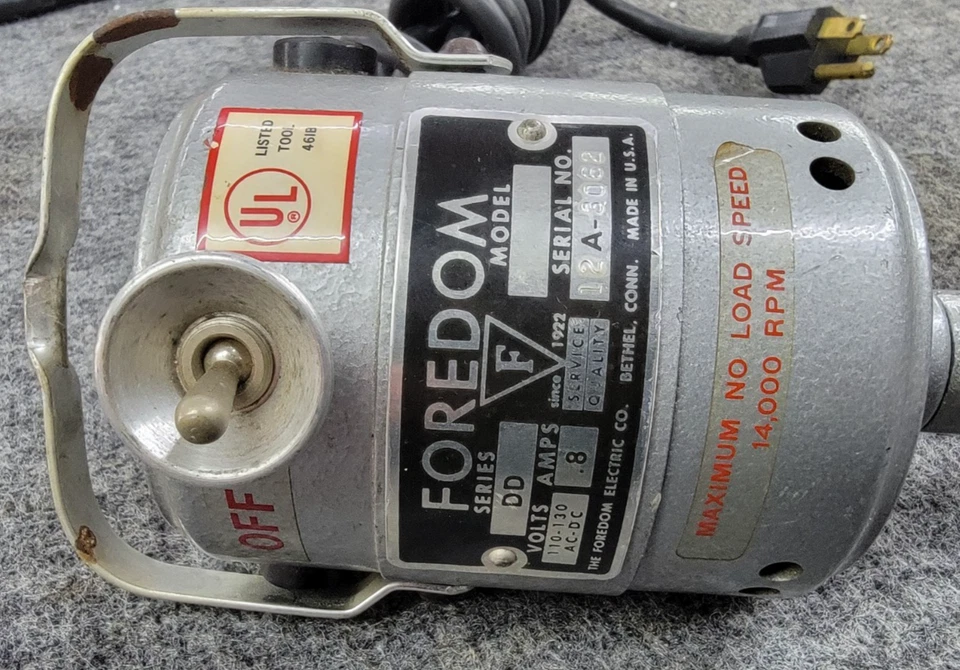 LISTED
TOOL
461B
UL
®
OFF
FOREDOM
SERIES
MODEL
DD
F
since 1922
VOLTS
AMPS
SERVICE
QUALITY
SERIAL NO.
110-130
AC-DC
.8
THE FOREDOM ELECTRIC CO. BETHEL, CONN. MADE IN U.S.A.
MAXIMUM NO LOAD SPEED
14,000 RPM